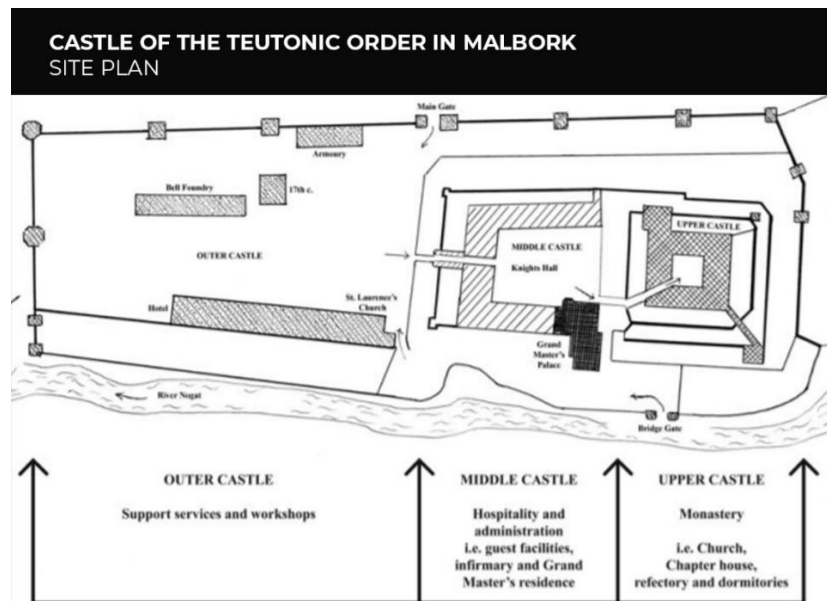 CASTLE OF THE TEUTONIC ORDER IN MALBORK
SITE PLAN
Main Gate
Armoury
Bell Foundry
17th c.
UPPER CASTLE
OUTER CASTLE
MIDDLE CASTLE
Knights Hall
St. Laurence's
Church
Hotel
Grand
Master's
Palace
River Nogat
Bridge Gate
OUTER CASTLE
Support services and workshops
MIDDLE CASTLE
Hospitality and
administration
i.e. guest facilities,
infirmary and Grand
Master's residence
UPPER CASTLE
Monastery
i.e. Church,
Chapter house,
refectory and dormitories